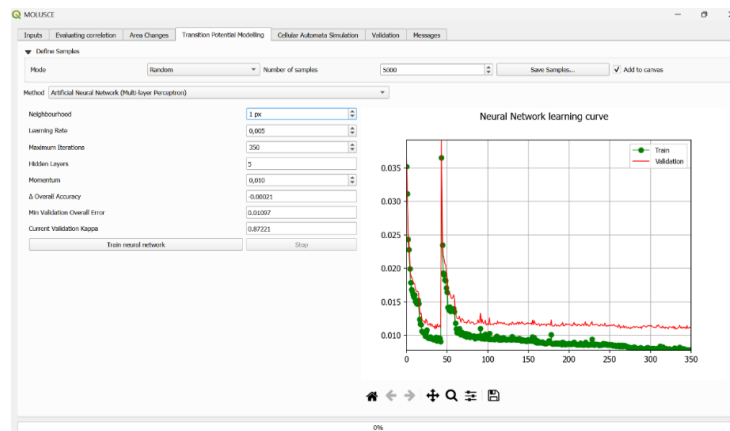 MOLUSCE
Inputs Evaluating correlation Area Changes Transition Potential Modelling Cellular Automata Simulation Validation Messages
Define Samples
Mode Random Number of samples 5000 Save Samples... Add to canvas
Method Artificial Neural Network (Multi-layer Perceptron)
Neighbourhood 1 px
Learning Rate 0,005
Maximum Iterations 350
Hidden Layers 5
Momentum 0,010
Δ Overall Accuracy -0.00021
Min Validation Overall Error 0.01097
Current Validation Kappa 0.87221
Train neural network Stop
Neural Network learning curve
Train
Validation
0.035
0.030
0.025
0.020
0.015
0.010
0 50 100 150 200 250 300 350
0%